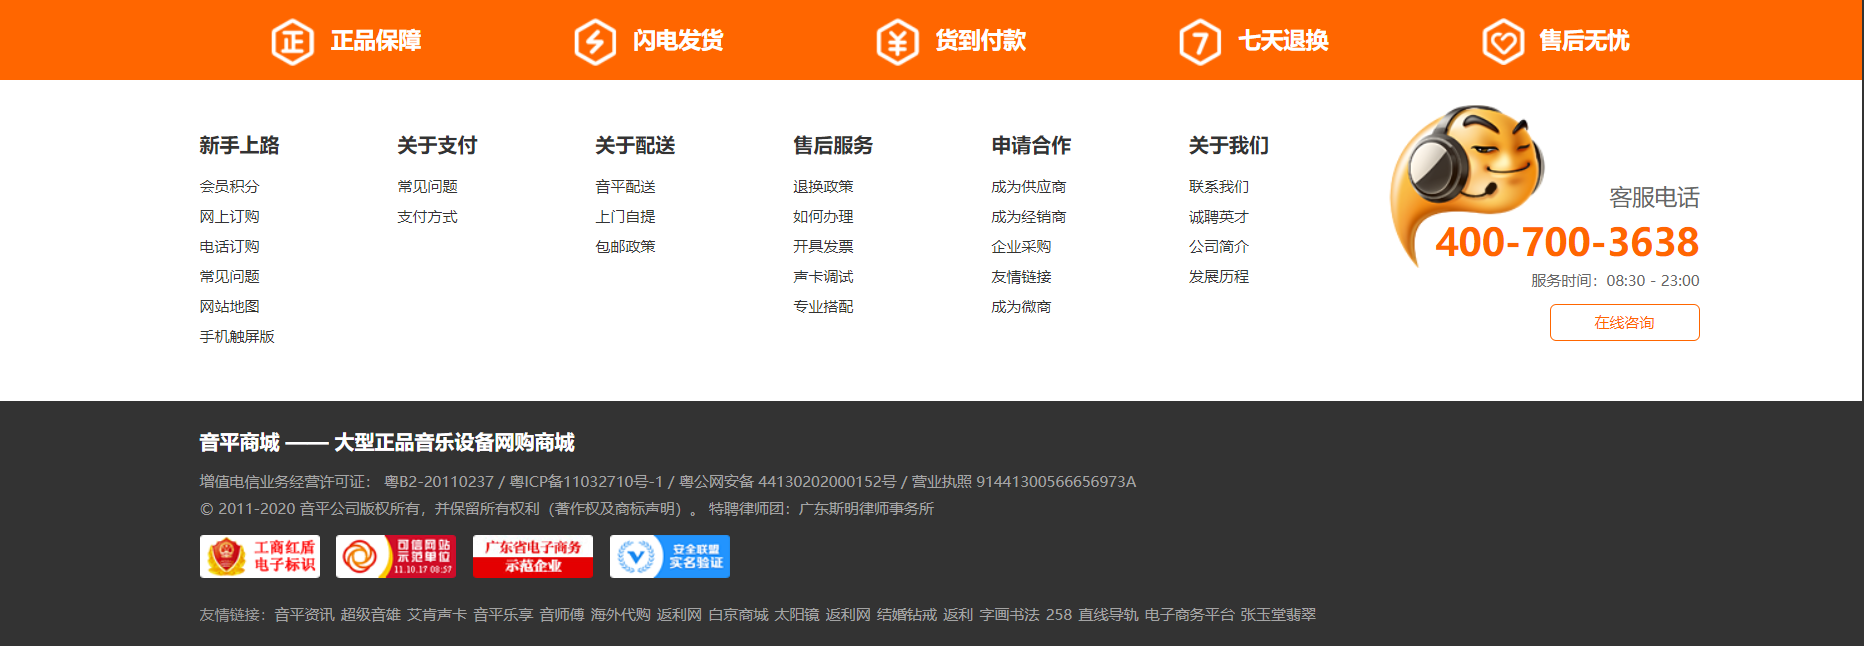 正 正品保障
闪电发货
¥ 货到付款
7 七天退换
售后无忧
新手上路
会员积分
网上订购
电话订购
常见问题
网站地图
手机触屏版
关于支付
常见问题
支付方式
关于配送
音平配送
上门自提
包邮政策
售后服务
退换政策
如何办理
开具发票
声卡调试
专业搭配
申请合作
成为供应商
成为经销商
企业采购
友情链接
成为微商
关于我们
联系我们
诚聘英才
公司简介
发展历程
客服电话
400-700-3638
服务时间：08:30 - 23:00
在线咨询
音平商城 —— 大型正品音乐设备网购商城
增值电信业务经营许可证： 粤B2-20110237 / 粤ICP备11032710号-1 / 粤公网安备 44130202000152号 / 营业执照 91441300566656973A
© 2011-2020 音平公司版权所有，并保留所有权利（著作权及商标声明）。 特聘律师团：广东斯明律师事务所
工商红盾
电子标识
可信网站
示范单位
11.10.17 08:57
广东省电子商务
示范企业
安全联盟
实名验证
友情链接：音平资讯 超级音雄 艾肯声卡 音平乐享 音师傅 海外代购 返利网 白京商城 太阳镜 返利网 结婚钻戒 返利 字画书法 258 直线导轨 电子商务平台 张玉堂翡翠